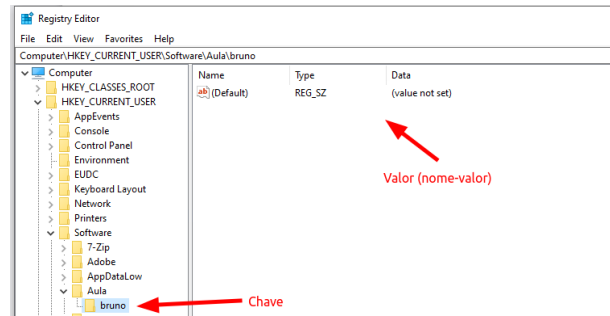 Registry Editor
File Edit View Favorites Help
Computer\HKEY_CURRENT_USER\Software\Aula\bruno
Computer
HKEY_CLASSES_ROOT
HKEY_CURRENT_USER
AppEvents
Console
Control Panel
Environment
EUDC
Keyboard Layout
Network
Printers
Software
7-Zip
Adobe
AppDataLow
Aula
bruno
Name Type Data
ab (Default) REG_SZ (value not set)
Valor (nome-valor)
Chave